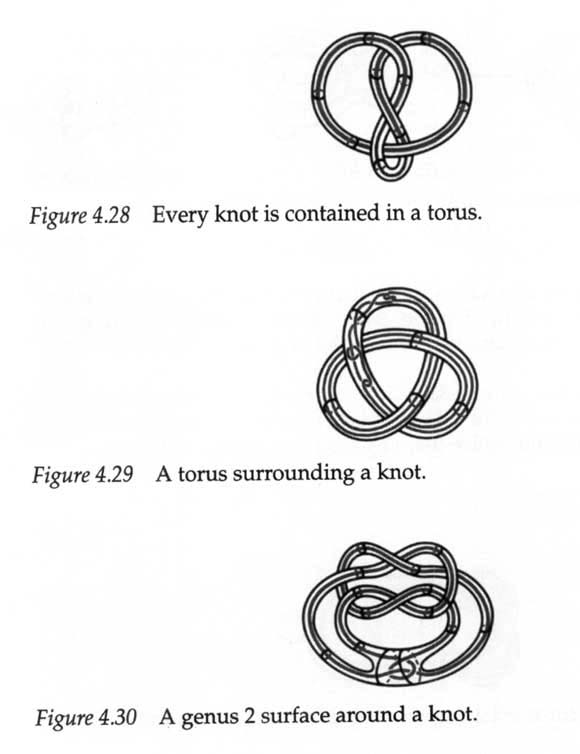 Figure 4.28 Every knot is contained in a torus.
Figure 4.29 A torus surrounding a knot.
Figure 4.30 A genus 2 surface around a knot.